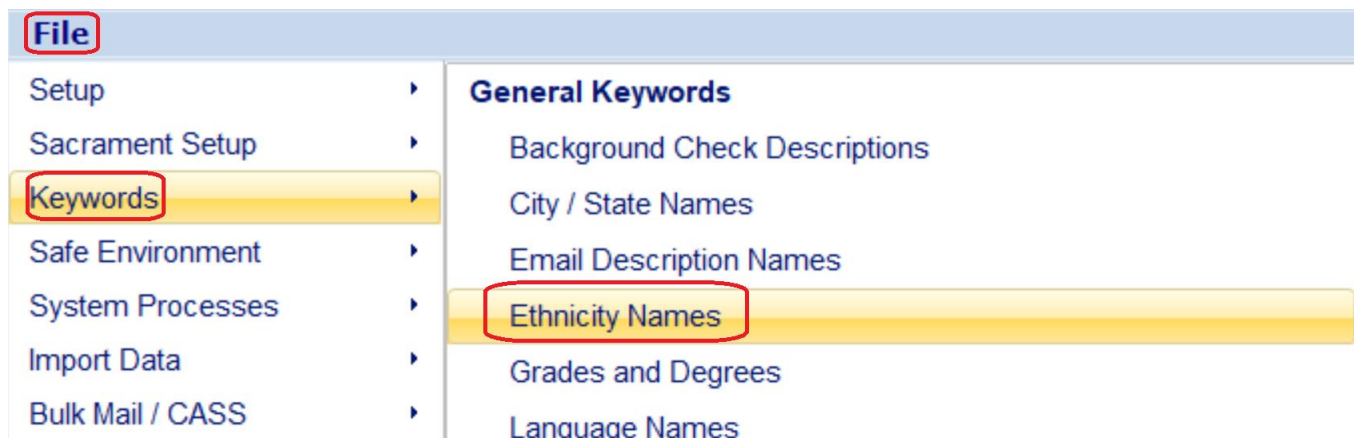 File
Setup
Sacrament Setup
Keywords
Safe Environment
System Processes
Import Data
Bulk Mail / CASS
General Keywords
Background Check Descriptions
City / State Names
Email Description Names
Ethnicity Names
Grades and Degrees
Language Names